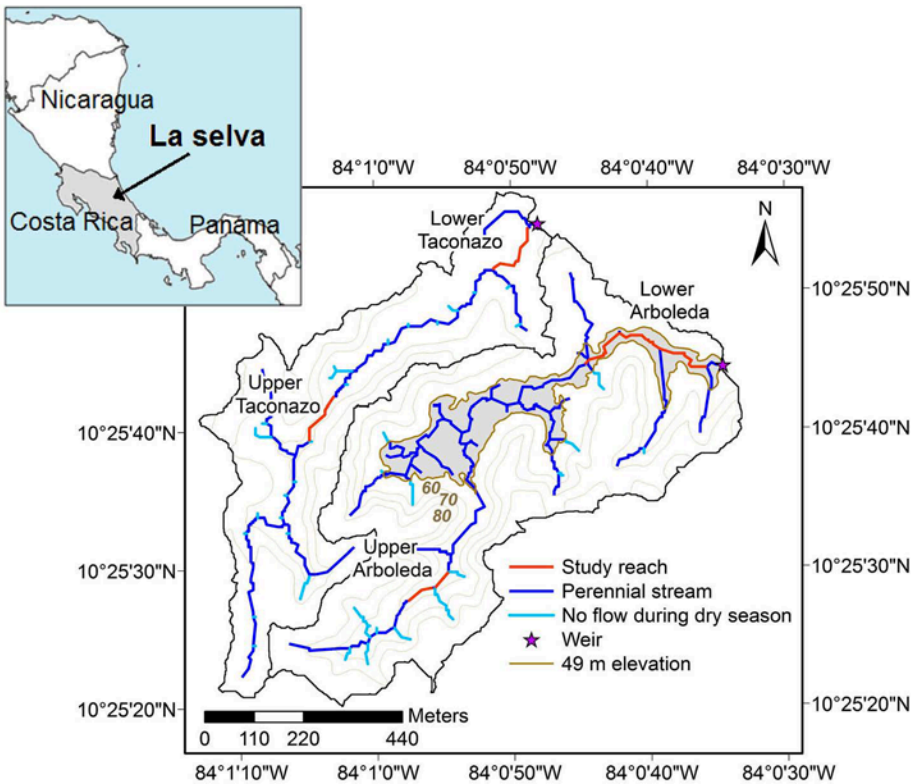 Nicaragua
La selva
Costa Rica
Panama
84°1'0"W
84°0'50"W
84°0'40"W
84°0'30"W
N
Lower
Taconazo
Lower
Arboleda
10°25'50"N
Upper
Taconazo
10°25'40"N
10°25'40"N
60
70
80
Upper
Arboleda
10°25'30"N
10°25'30"N
Study reach
Perennial stream
No flow during dry season
Weir
49 m elevation
10°25'20"N
10°25'20"N
Meters
0 110 220 440
84°1'10"W
84°1'0"W
84°0'50"W
84°0'40"W
84°0'30"W